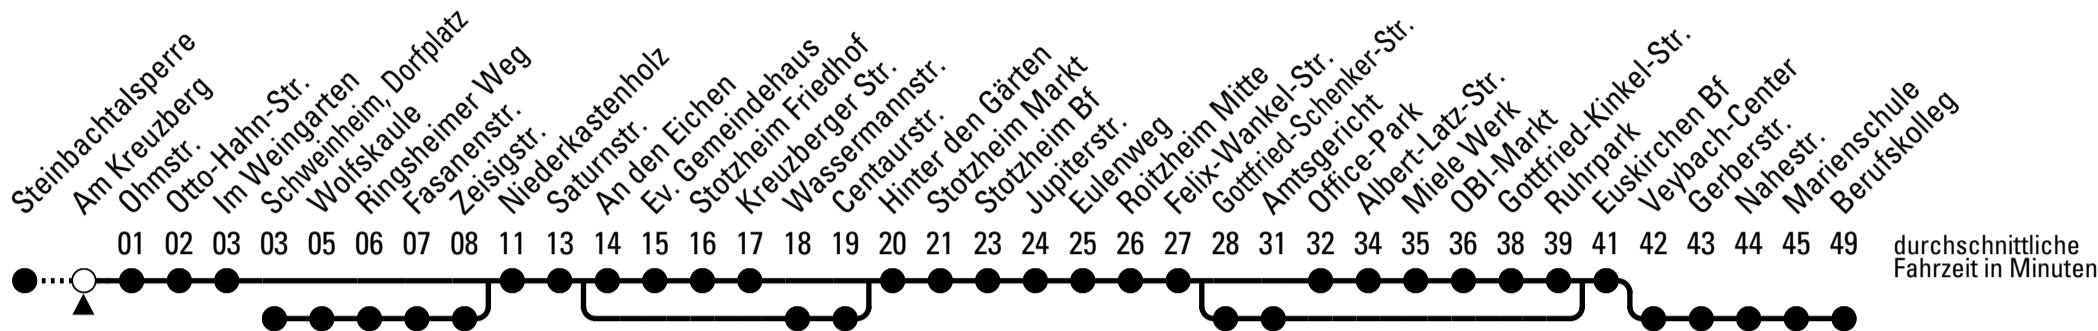 Steinbachtalsperre
Am Kreuzberg
Ohmstr.
Otto-Hahn-Str.
Im Weingarten
Schweinheim, Dorfplatz
Wolfskaule
Ringsheimer Weg
Fasanenstr.
Zeisigstr.
Niederkastenholz
Saturnstr.
An den Eichen
Ev. Gemeindehaus
Stotzheim Friedhof
Kreuzberger Str.
Wassermannstr.
Centaurstr.
Hinter den Gärten
Stotzheim Markt
Stotzheim Bf
Jupiterstr.
Eulenweg
Roitzheim Mitte
Felix-Wankel-Str.
Gottfried-Schenker-Str.
Amtsgericht
Office-Park
Albert-Latz-Str.
Miele Werk
OBI-Markt
Gottfried-Kinkel-Str.
Ruhrpark
Euskirchen Bf
Veybach-Center
Gerberstr.
Nahestr.
Marienschule
Berufskolleg
01 02 03 03 05 06 07 08 11 13 14 15 16 17 18 19 20 21 23 24 25 26 27 28 31 32 34 35 36 38 39 41 42 43 44 45 49
durchschnittliche
Fahrzeit in Minuten